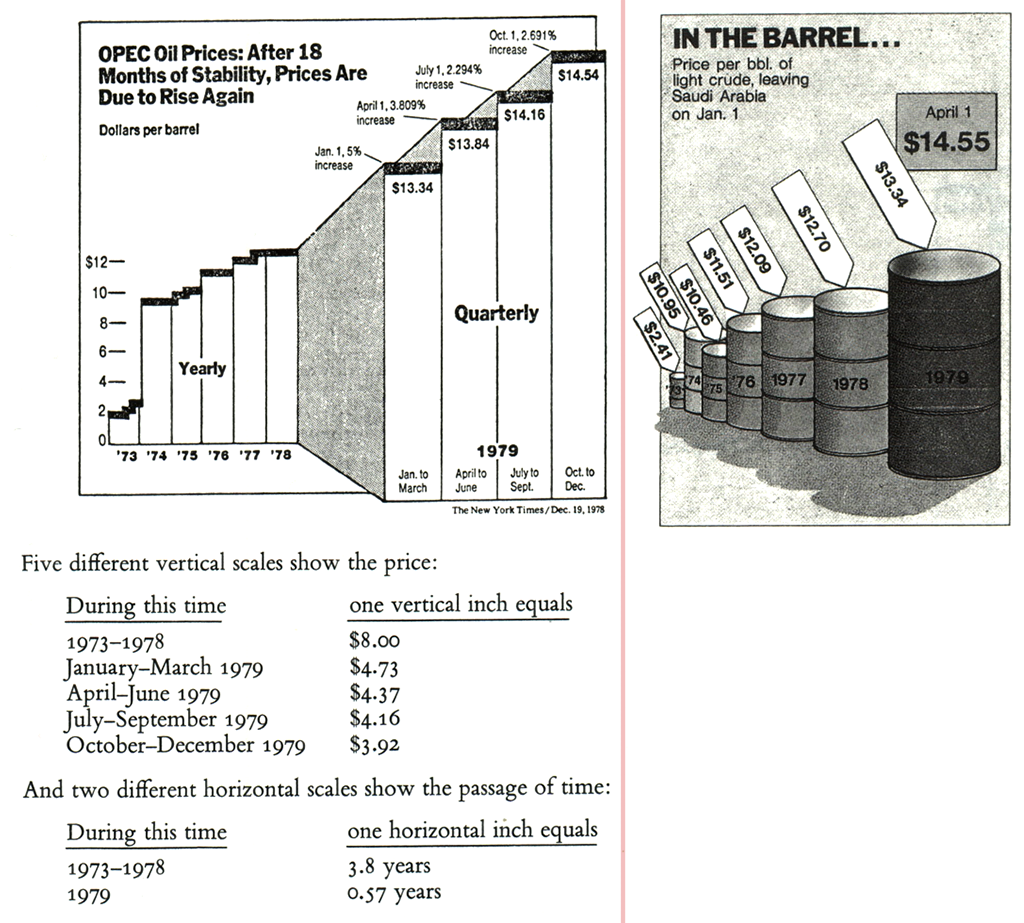 OPEC Oil Prices: After 18
Months of Stability, Prices Are
Due to Rise Again
Dollars per barrel
Oct. 1, 2.691%
increase
July 1, 2.294%
increase
April 1, 3.809%
increase
Jan. 1, 5%
increase
$14.54
$14.16
$13.84
$13.34
$12
10
8
6
4
2
0
Yearly
Quarterly
'73 '74 '75 '76 '77 '78
1979
Jan. to
March
April to
June
July to
Sept.
Oct. to
Dec.
The New York Times/Dec. 19, 1978
IN THE BARREL...
Price per bbl. of
light crude, leaving
Saudi Arabia
on Jan. 1
April 1
$14.55
$2.41
$10.95
$10.46
$11.51
$12.09
$12.70
$13.34
'73
'74
'75
'76
1977
1978
1979
Five different vertical scales show the price:
During this time one vertical inch equals
1973–1978 $8.00
January–March 1979 $4.73
April–June 1979 $4.37
July–September 1979 $4.16
October–December 1979 $3.92
And two different horizontal scales show the passage of time:
During this time one horizontal inch equals
1973–1978 3.8 years
1979 0.57 years